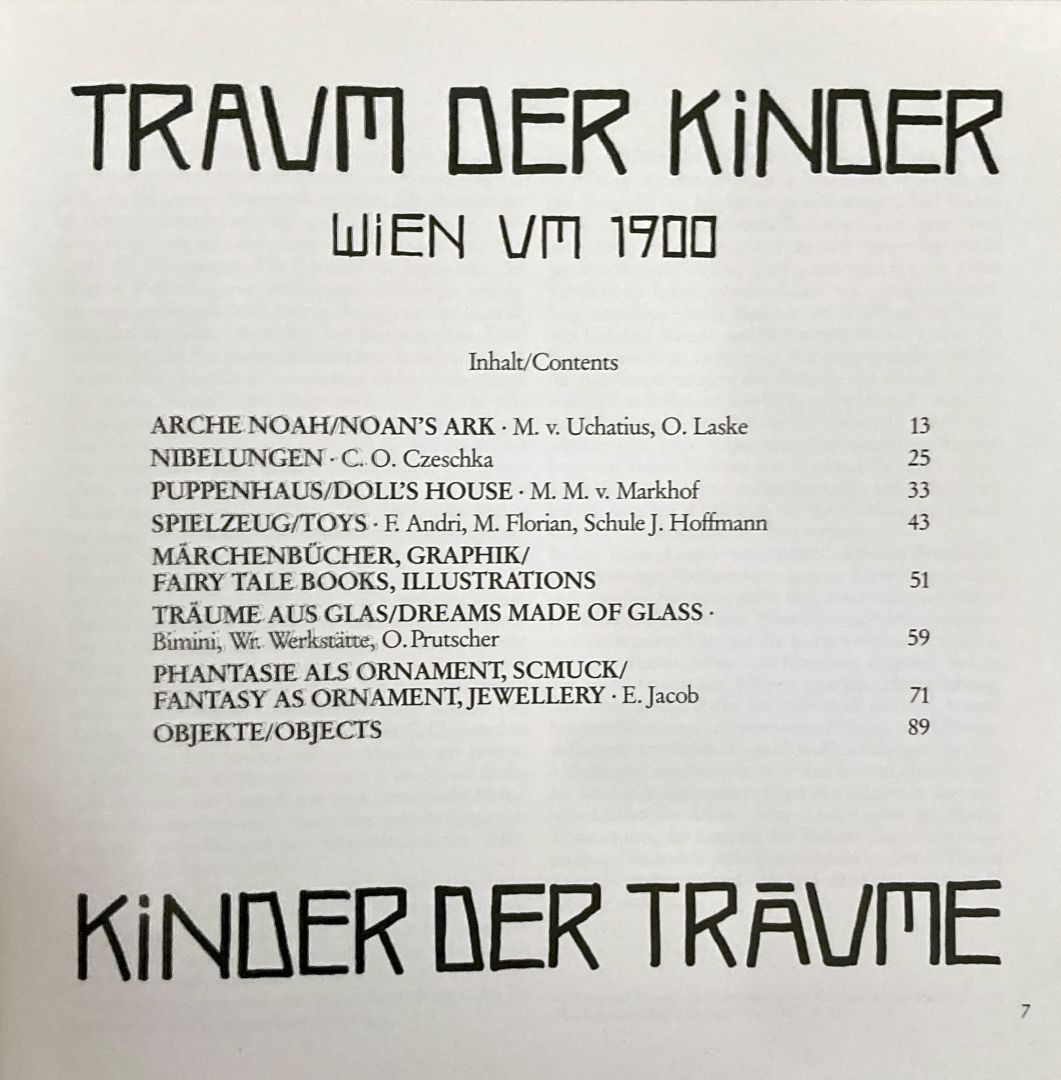 TRAUM DER KiNDER
WiEN UM 1900
Inhalt/Contents
ARCHE NOAH/NOAN'S ARK · M. v. Uchatius, O. Laske 13
NIBELUNGEN · C. O. Czeschka 25
PUPPENHAUS/DOLL'S HOUSE · M. M. v. Markhof 33
SPIELZEUG/TOYS · F. Andri, M. Florian, Schule J. Hoffmann 43
MÄRCHENBÜCHER, GRAPHIK/
FAIRY TALE BOOKS, ILLUSTRATIONS 51
TRÄUME AUS GLAS/DREAMS MADE OF GLASS ·
Bimini, Wr. Werkstätte, O. Prutscher 59
PHANTASIE ALS ORNAMENT, SCMUCK/
FANTASY AS ORNAMENT, JEWELLERY · E. Jacob 71
OBJEKTE/OBJECTS 89
KiNDER DER TRÄUME
7